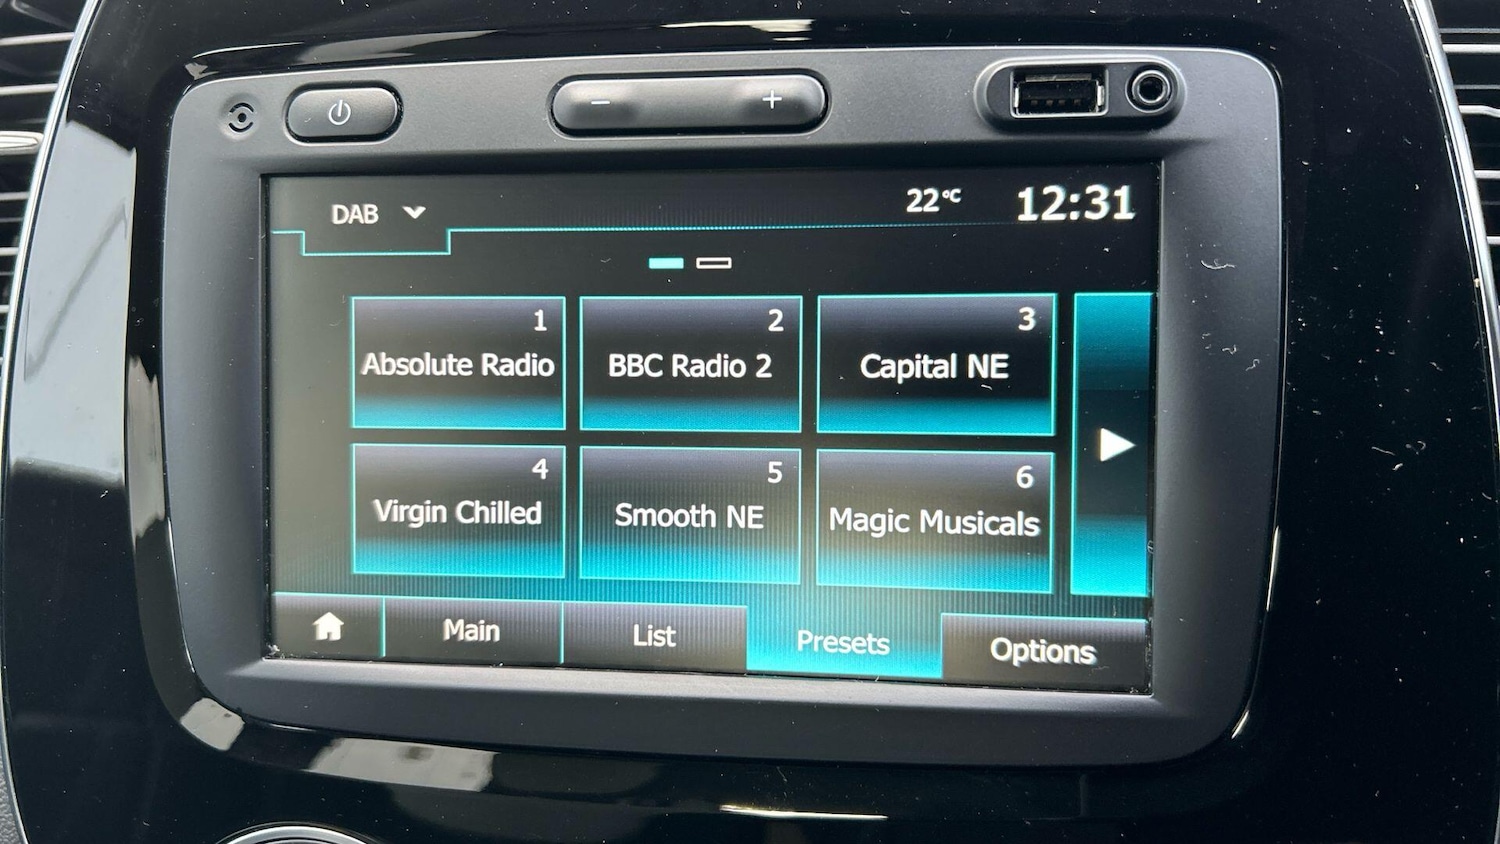 − +
DAB 22°C 12:31
1 2 3
Absolute Radio BBC Radio 2 Capital NE
4 5 6
Virgin Chilled Smooth NE Magic Musicals
Main List Presets Options